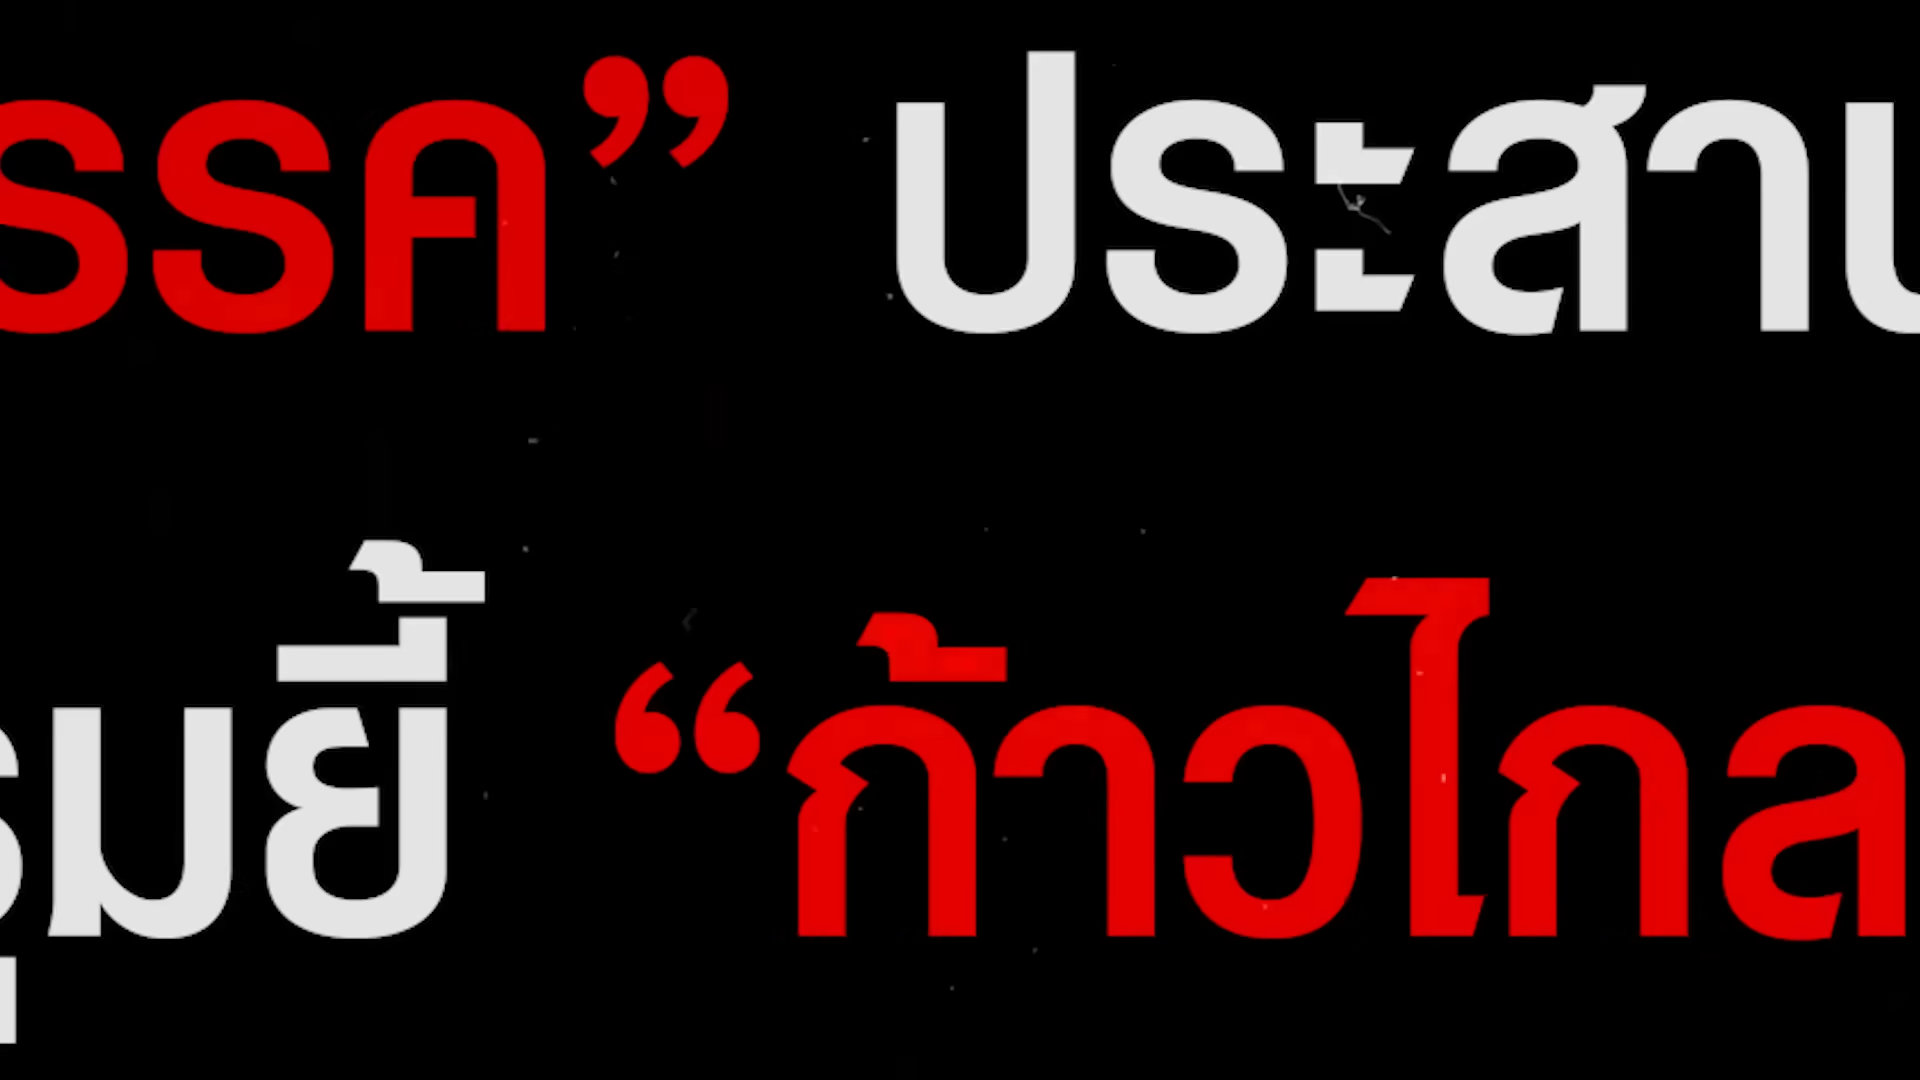 รรค” ประสาน
รุมยี้ “ก้าวไกล